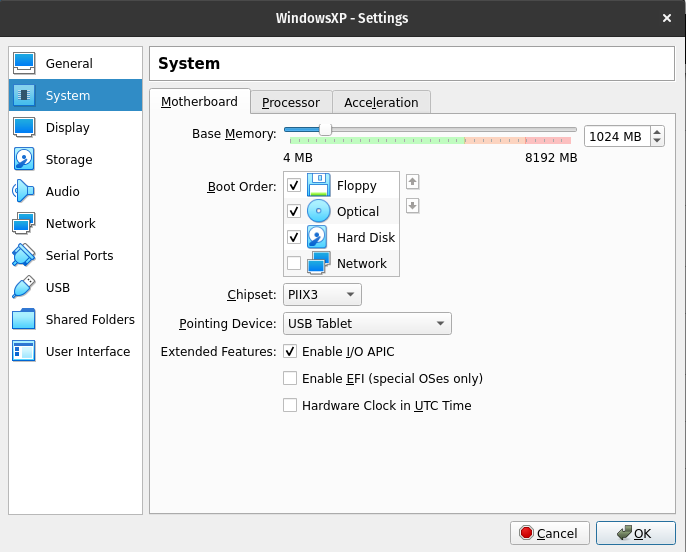 WindowsXP - Settings
General
System
Display
Storage
Audio
Network
Serial Ports
USB
Shared Folders
User Interface
System
Motherboard Processor Acceleration
Base Memory: 1024 MB
4 MB 8192 MB
Boot Order: Floppy
Optical
Hard Disk
Network
Chipset: PIIX3
Pointing Device: USB Tablet
Extended Features: Enable I/O APIC
Enable EFI (special OSes only)
Hardware Clock in UTC Time
Cancel OK